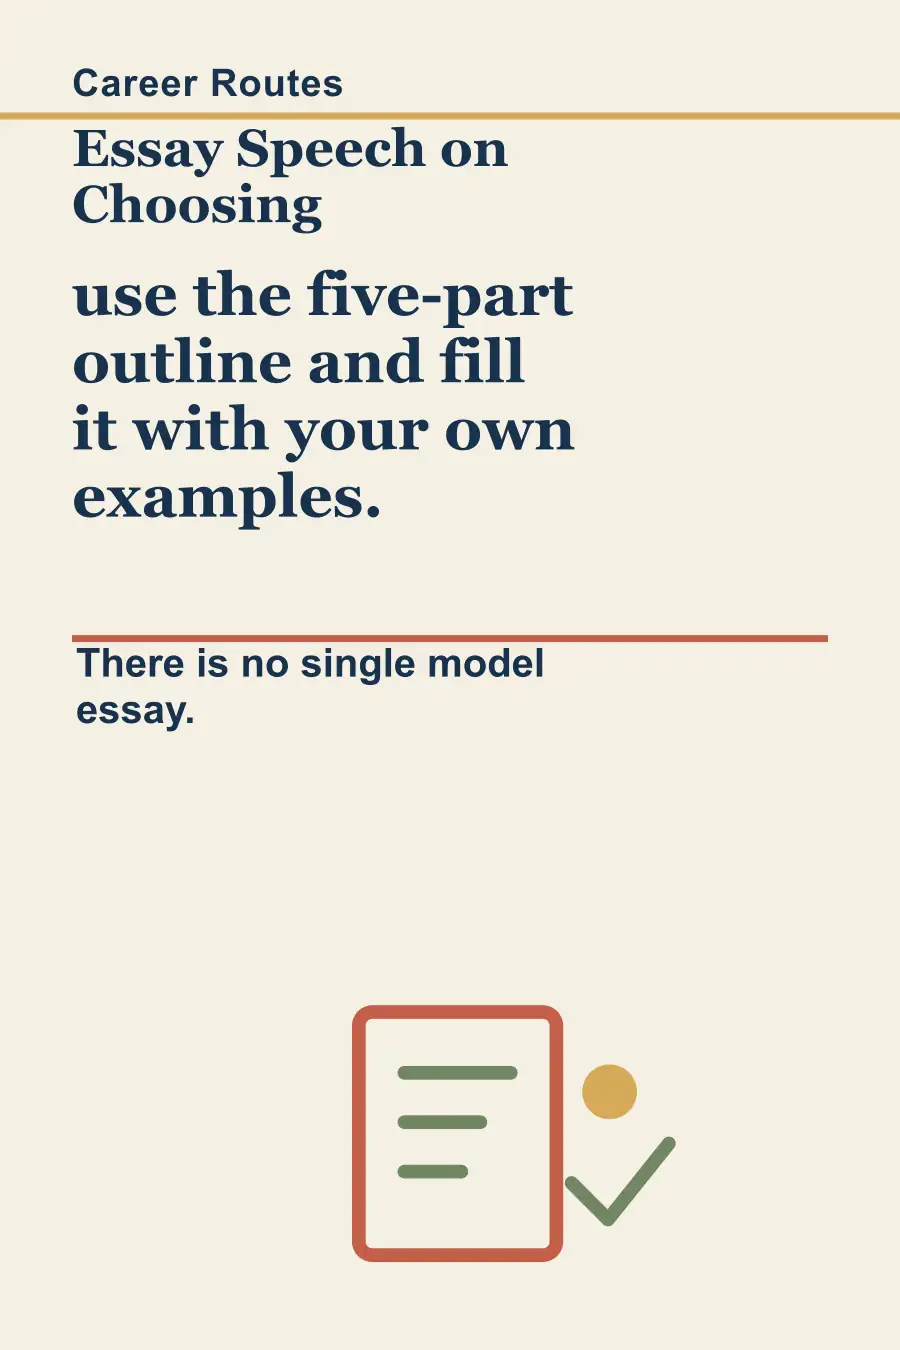 Career Routes
Essay Speech on
Choosing
use the five-part
outline and fill
it with your own
examples.
There is no single model
essay.